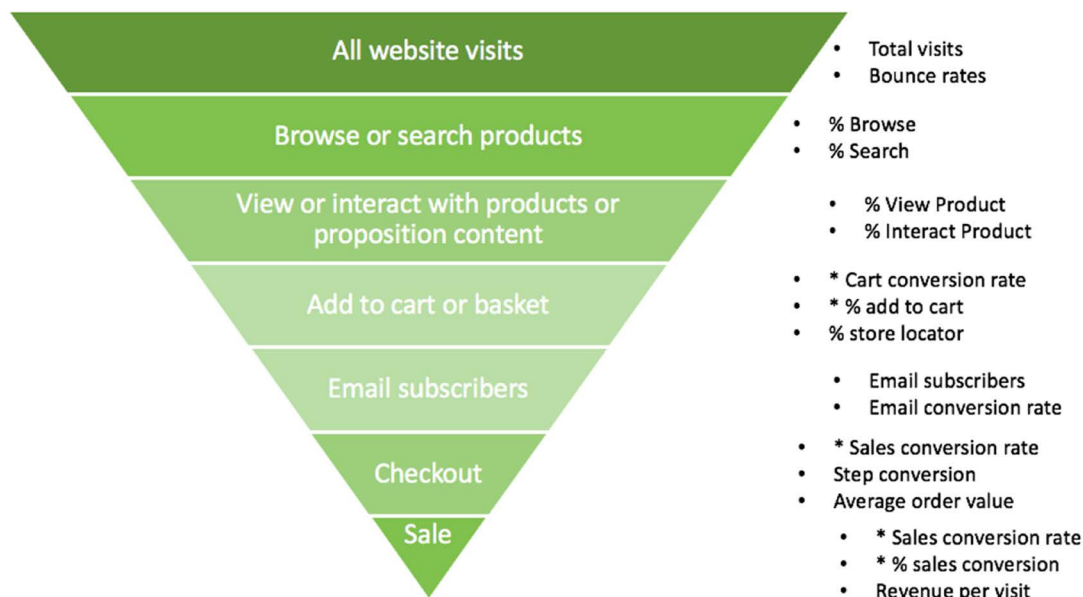 All website visits
• Total visits
• Bounce rates
Browse or search products
• % Browse
• % Search
View or interact with products or
proposition content
• % View Product
• % Interact Product
Add to cart or basket
• * Cart conversion rate
• * % add to cart
• % store locator
Email subscribers
• Email subscribers
• Email conversion rate
Checkout
• * Sales conversion rate
• Step conversion
• Average order value
Sale
• * Sales conversion rate
• * % sales conversion
• Revenue per visit